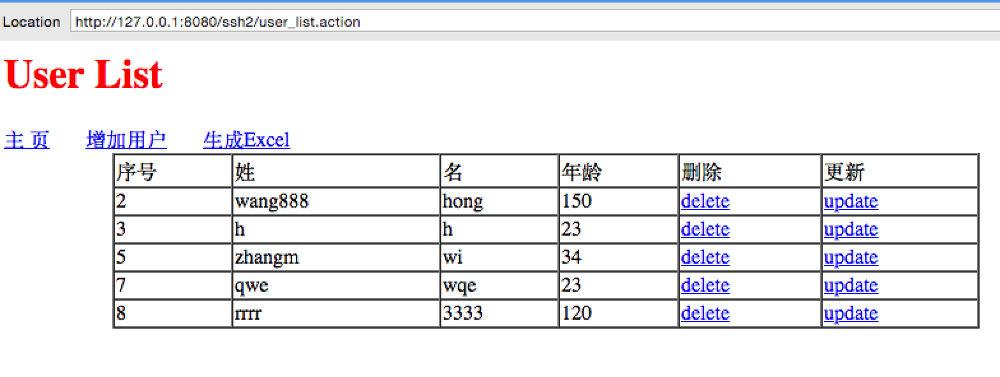 Location http://127.0.0.1:8080/ssh2/user_list.action
User List
主 页 增加用户 生成Excel
序号 姓 名 年龄 删除 更新
2 wang888 hong 150 delete update
3 h h 23 delete update
5 zhangm wi 34 delete update
7 qwe wqe 23 delete update
8 rrrr 3333 120 delete update